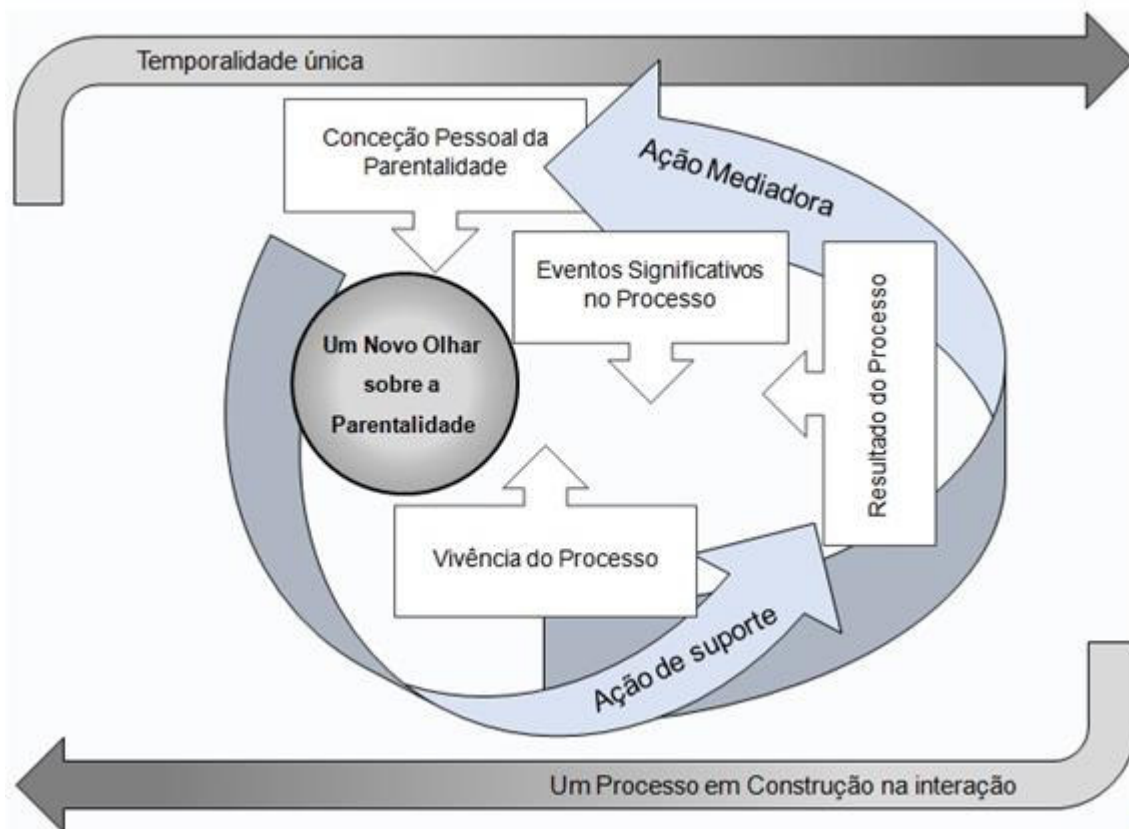 Temporalidade única
Conceção Pessoal da
Parentalidade
Ação Mediadora
Eventos Significativos
no Processo
Resultado do Processo
Um Novo Olhar
sobre a
Parentalidade
Vivência do Processo
Ação de suporte
Um Processo em Construção na interação